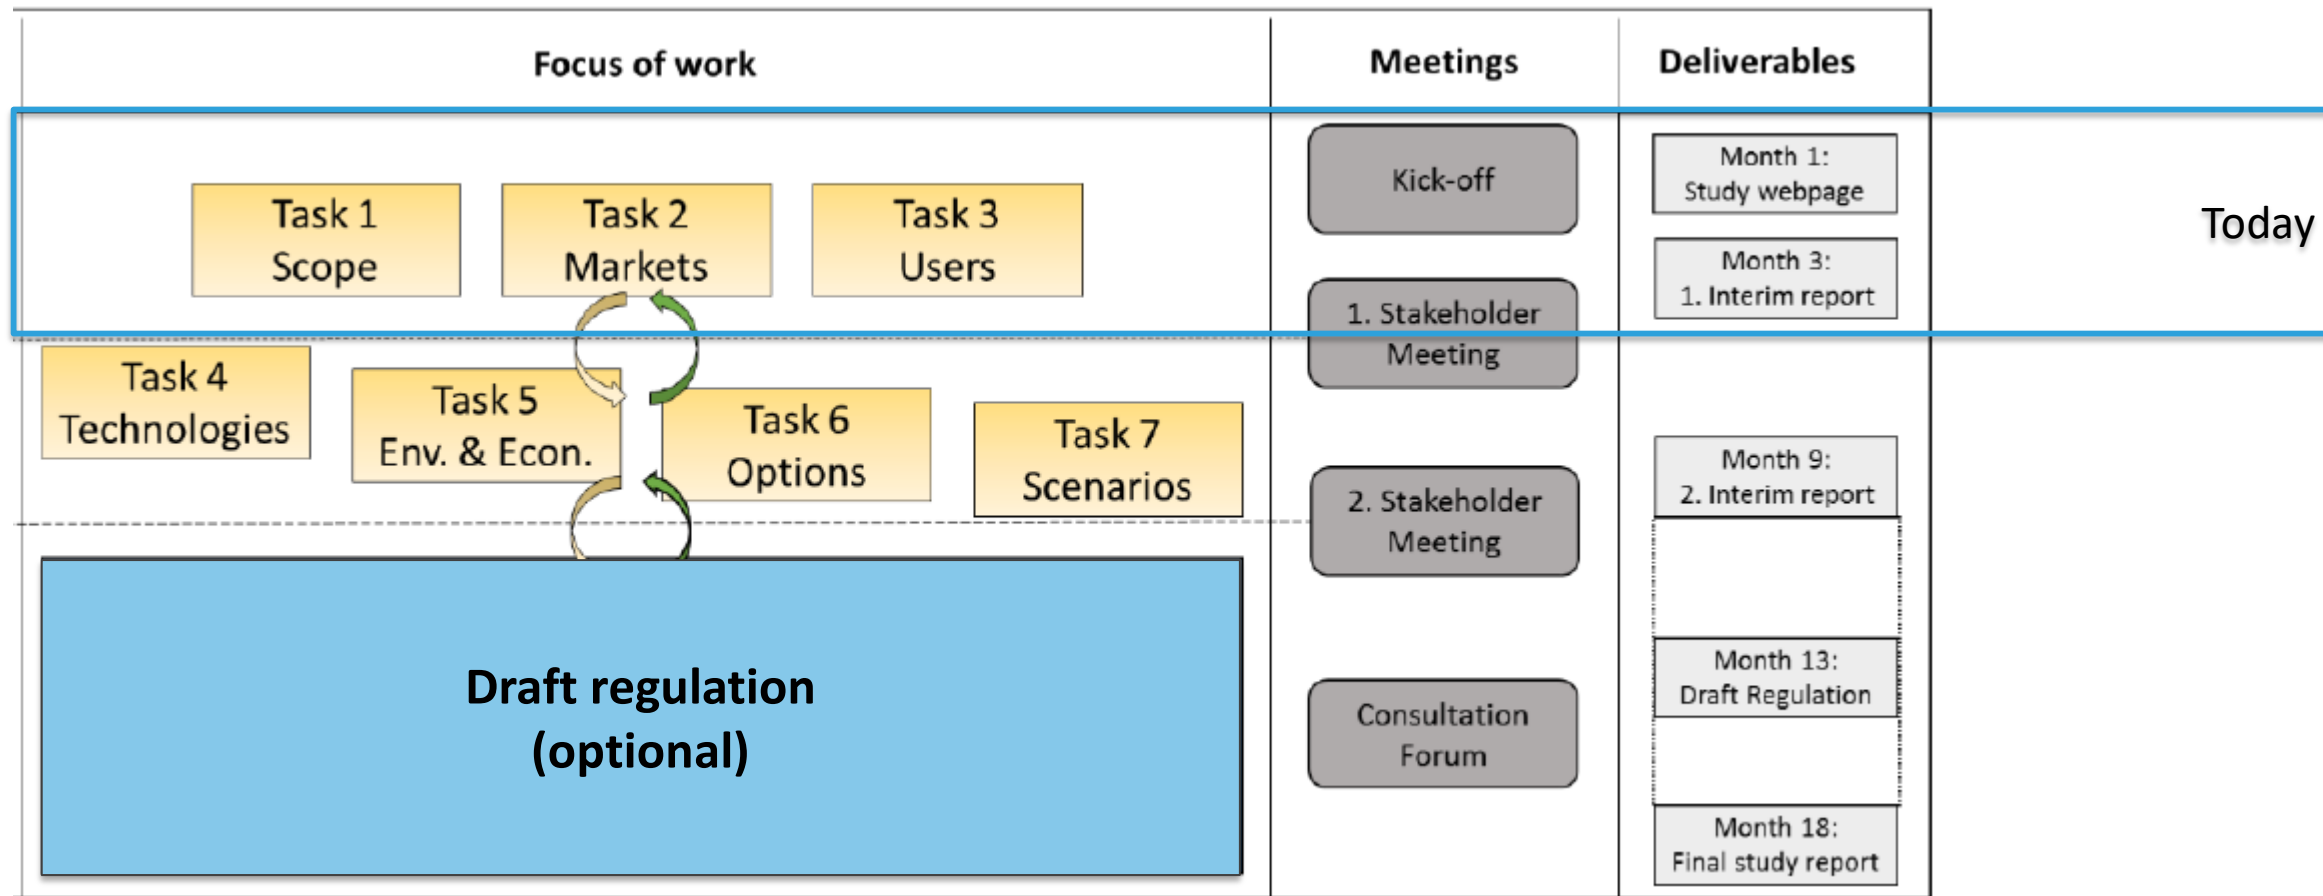 Focus of work
Meetings
Deliverables
Task 1
Scope
Task 2
Markets
Task 3
Users
Kick-off
1. Stakeholder
Meeting
Month 1:
Study webpage
Month 3:
1. Interim report
Today
Task 4
Technologies
Task 5
Env. & Econ.
Task 6
Options
Task 7
Scenarios
2. Stakeholder
Meeting
Month 9:
2. Interim report
Draft regulation
(optional)
Consultation
Forum
Month 13:
Draft Regulation
Month 18:
Final study report